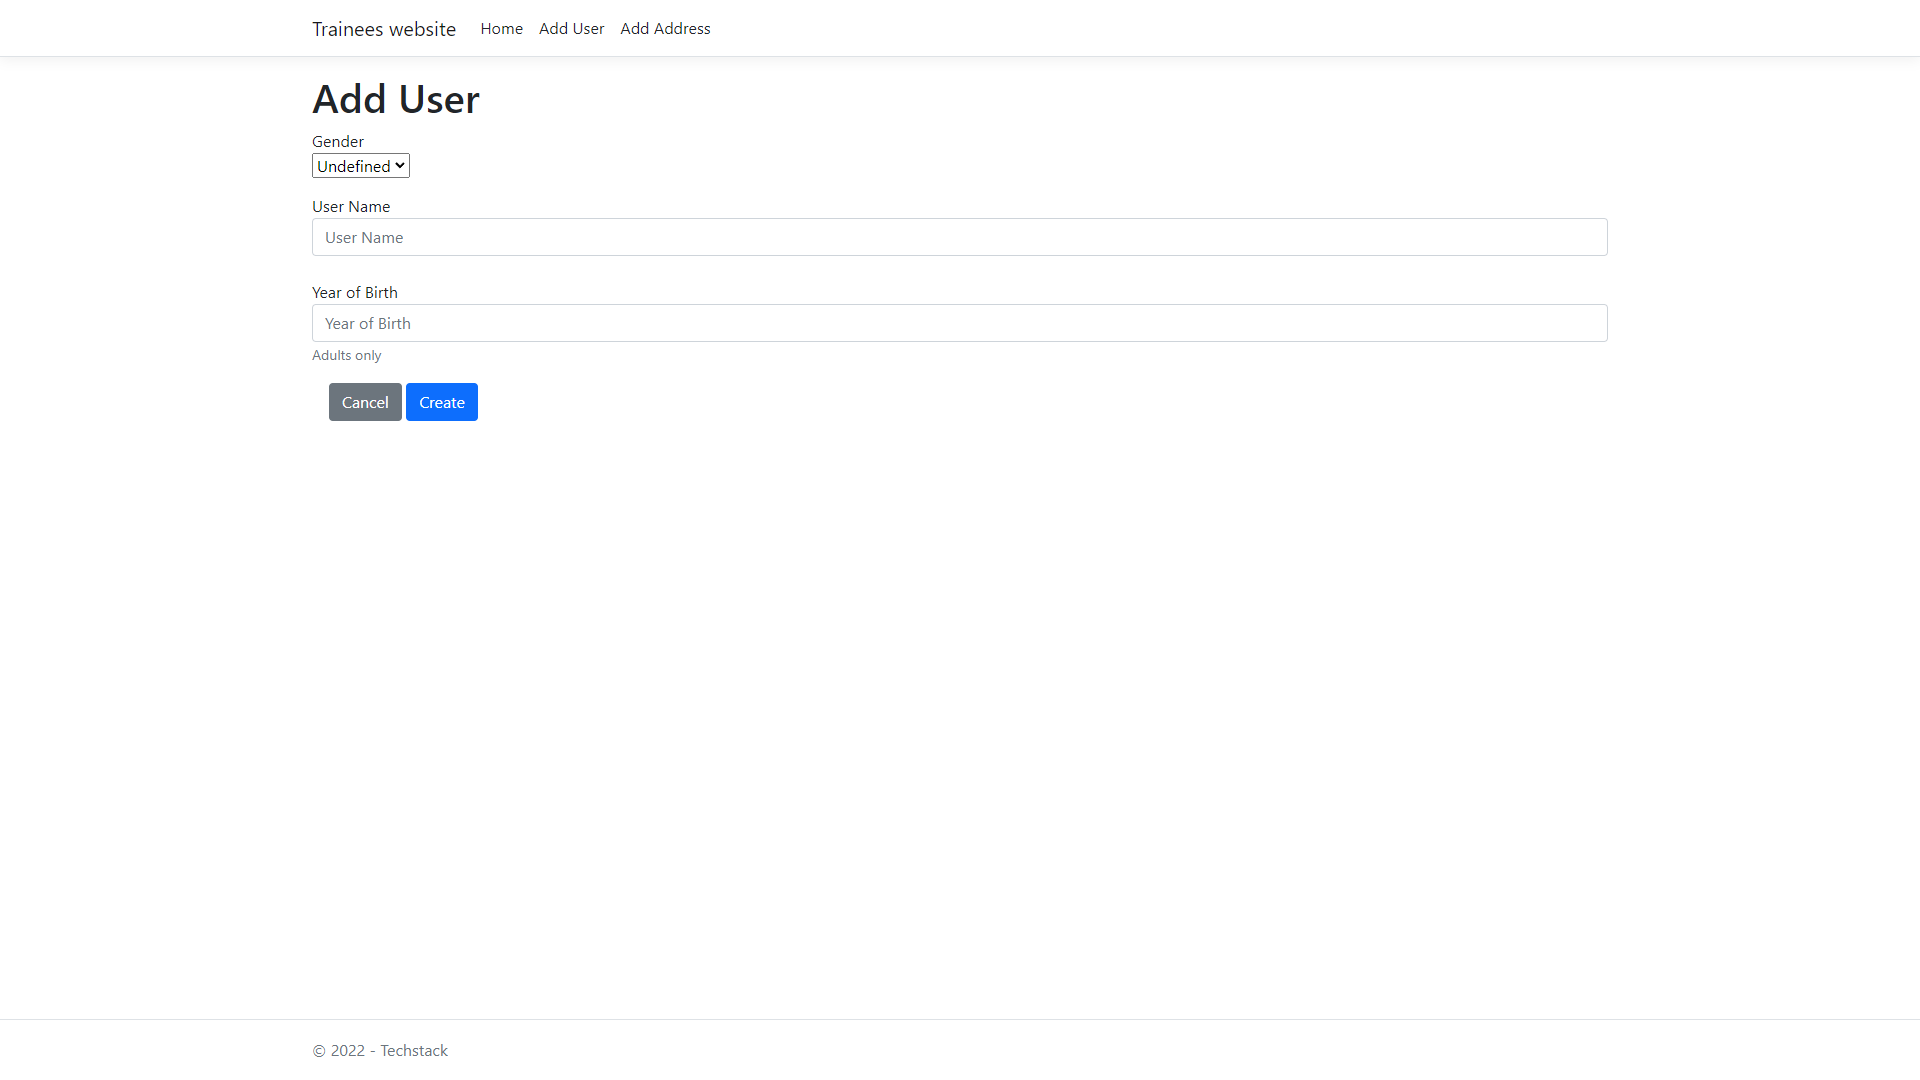 Trainees website Home Add User Add Address
Add User
Gender
Undefined
User Name
User Name
Year of Birth
Year of Birth
Adults only
Cancel Create
© 2022 - Techstack